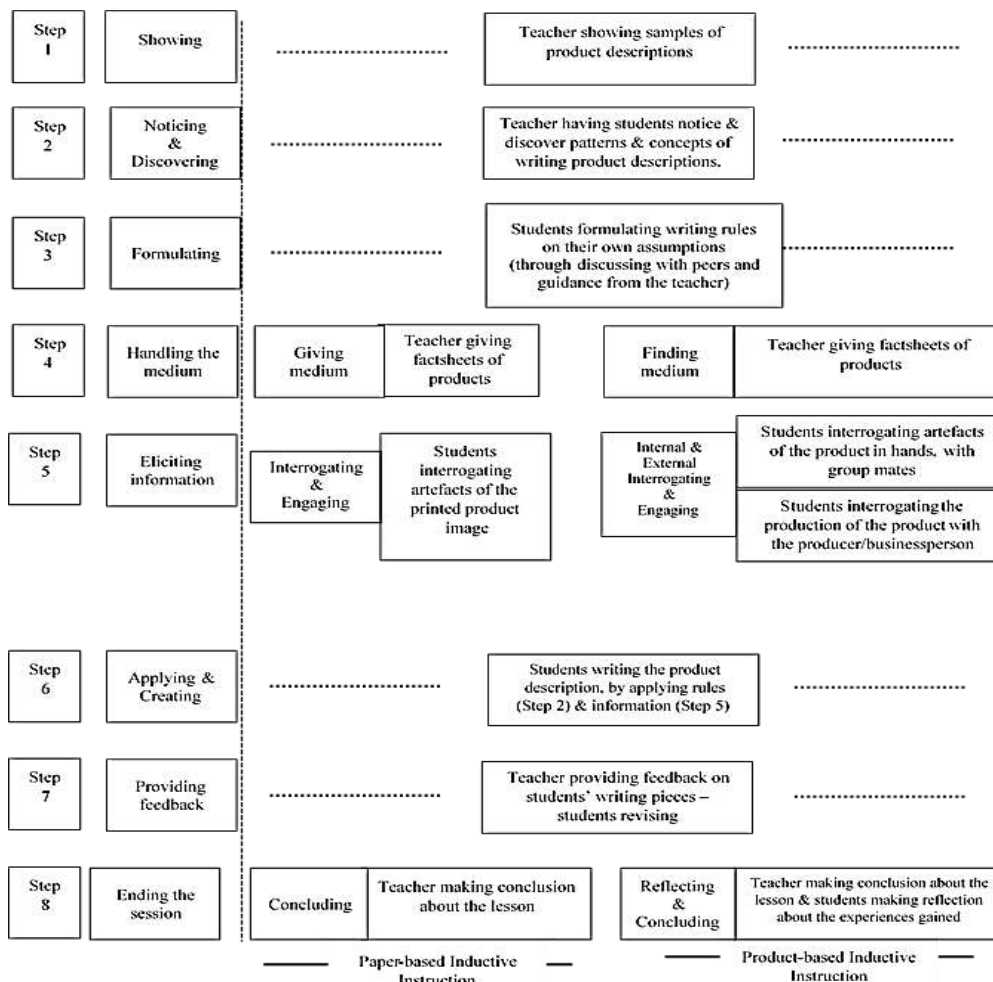 Step
1
Showing
Teacher showing samples of
product descriptions
Step
2
Noticing
&
Discovering
Teacher having students notice &
discover patterns & concepts of
writing product descriptions.
Step
3
Formulating
Students formulating writing rules
on their own assumptions
(through discussing with peers and
guidance from the teacher)
Step
4
Handling the
medium
Giving
medium
Teacher giving
factsheets of
products
Finding
medium
Teacher giving factsheets of
products
Step
5
Eliciting
information
Interrogating
&
Engaging
Students
interrogating
artefacts of the
printed product
image
Internal &
External
Interrogating
&
Engaging
Students interrogating artefacts
of the product in hands, with
group mates
Students interrogating the
production of the product with
the producer/businessperson
Step
6
Applying &
Creating
Students writing the product
description, by applying rules
(Step 2) & information (Step 5)
Step
7
Providing
feedback
Teacher providing feedback on
students' writing pieces –
students revising
Step
8
Ending the
session
Concluding
Teacher making conclusion
about the lesson
Reflecting
&
Concluding
Teacher making conclusion about the
lesson & students making reflection
about the experiences gained
Paper-based Inductive
Instruction
Product-based Inductive
Instruction